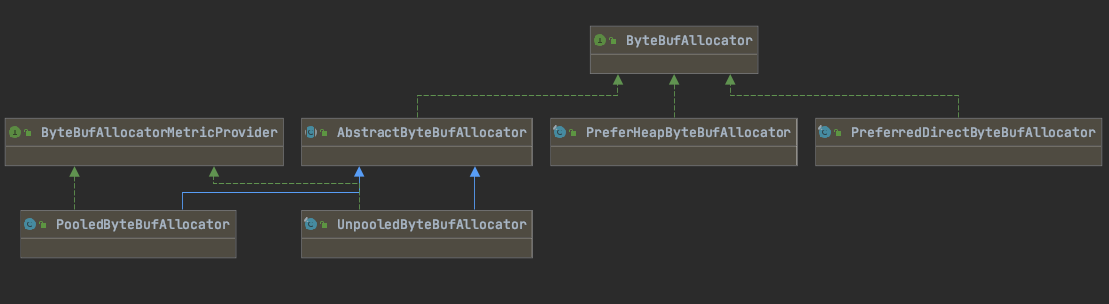 ByteBufAllocator
ByteBufAllocatorMetricProvider
AbstractByteBufAllocator
PreferHeapByteBufAllocator
PreferredDirectByteBufAllocator
PooledByteBufAllocator
UnpooledByteBufAllocator